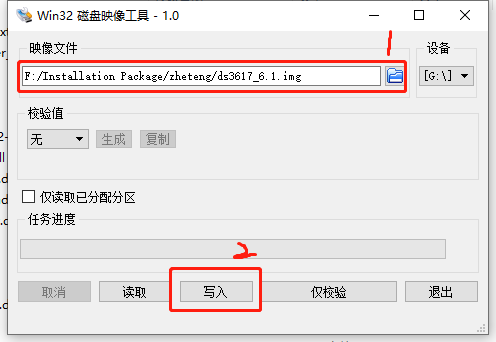 Win32 磁盘映像工具 - 1.0
映像文件
1
设备
F:/Installation Package/zheteng/ds3617_6.1.img
[G:\]
校验值
无
生成
复制
仅读取已分配分区
任务进度
2
取消
读取
写入
仅校验
退出